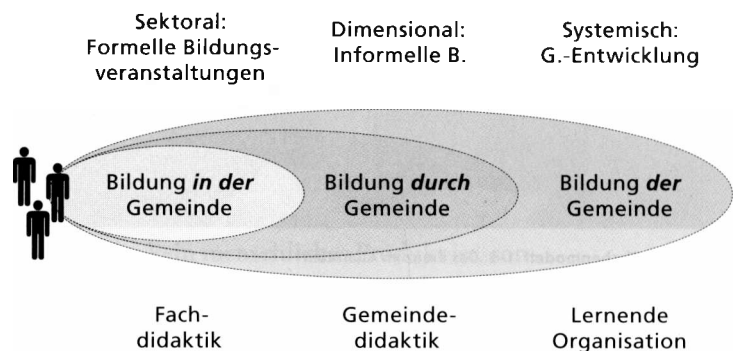 Sektoral:
Formelle Bildungs-
veranstaltungen
Dimensional:
Informelle B.
Systemisch:
G.-Entwicklung
Bildung in der
Gemeinde
Bildung durch
Gemeinde
Bildung der
Gemeinde
Fach-
didaktik
Gemeinde-
didaktik
Lernende
Organisation